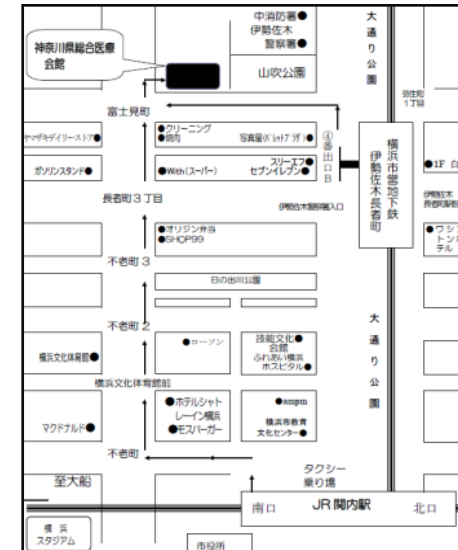 中消防署●
伊勢佐木
警察署●
大通り公園
神奈川県総合医療
会館
山吹公園
弥生町
1丁目
富士見町
●クリーニング
●焼肉
ヤマザキデイリーストア●
④番出口B
横浜市営地下鉄
伊勢佐木長者町
スリーエフ●
セブンイレブン●
●With(スーパー)
ガソリンスタンド●
●1F
長者町3丁目
伊勢佐木警察署入口
伊勢佐木
●オリジン弁当
●SHOP99
●ワシ
トン
テル
不老町3
日の出川公園
不老町2
大通り公園
●ローソン
技能文化●
会館
ふれあい横浜
ホスピタル●
横浜文化体育館●
横浜文化体育館前
●ホテルシャト
レーイン横浜
●モスバーガー
●ampm
横浜市教育
文化センター●
マクドナルド●
不老町
タクシー
乗り場
至大船
南口
JR関内駅
北口
横浜
スタジアム
市役所